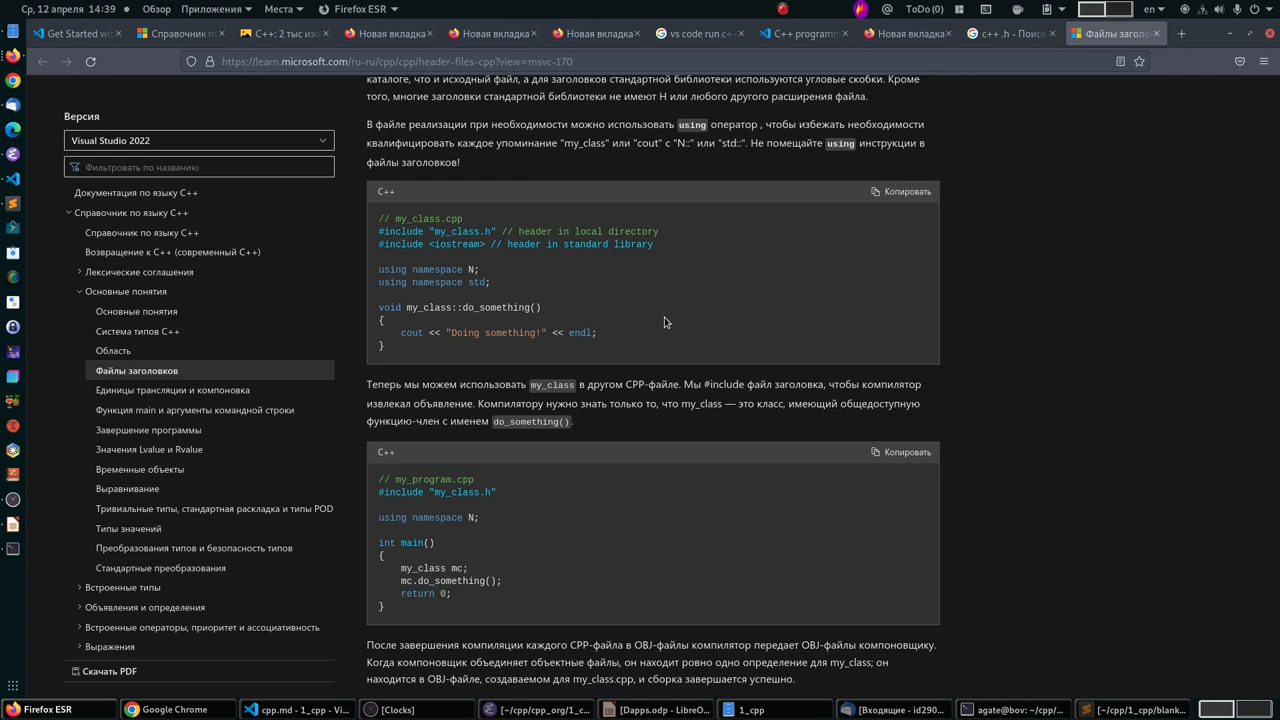 Ср, 12 апреля 14:39 Обзор Приложения Места Firefox ESR ToDo (0) en
Get Started wi Справочник п C++: 2 тыс изо Новая вкладка Новая вкладка Новая вкладка vs code run c++ C++ programm Новая вкладка c++ .h - Поиск Файлы заголо
https://learn.microsoft.com/ru-ru/cpp/cpp/header-files-cpp?view=msvc-170
Версия
Visual Studio 2022
Фильтровать по названию
Документация по языку C++
Справочник по языку C++
Справочник по языку C++
Возвращение к C++ (современный C++)
Лексические соглашения
Основные понятия
Основные понятия
Система типов C++
Область
Файлы заголовков
Единицы трансляции и компоновка
Функция main и аргументы командной строки
Завершение программы
Значения Lvalue и Rvalue
Временные объекты
Выравнивание
Тривиальные типы, стандартная раскладка и типы POD
Типы значений
Преобразования типов и безопасность типов
Стандартные преобразования
Встроенные типы
Объявления и определения
Встроенные операторы, приоритет и ассоциативность
Выражения
Скачать PDF
каталоге, что и исходный файл, а для заголовков стандартной библиотеки используются угловые скобки. Кроме
того, многие заголовки стандартной библиотеки не имеют H или любого другого расширения файла.
В файле реализации при необходимости можно использовать using оператор , чтобы избежать необходимости
квалифицировать каждое упоминание "my_class" или "cout" с "N::" или "std::". Не помещайте using инструкции в
файлы заголовков!
C++ Копировать
// my_class.cpp
#include "my_class.h" // header in local directory
#include <iostream> // header in standard library
using namespace N;
using namespace std;
void my_class::do_something()
{
cout << "Doing something!" << endl;
}
Теперь мы можем использовать my_class в другом CPP-файле. Мы #include файл заголовка, чтобы компилятор
извлекал объявление. Компилятору нужно знать только то, что my_class — это класс, имеющий общедоступную
функцию-член с именем do_something().
C++ Копировать
// my_program.cpp
#include "my_class.h"
using namespace N;
int main()
{
my_class mc;
mc.do_something();
return 0;
}
После завершения компиляции каждого CPP-файла в OBJ-файлы компилятор передает OBJ-файлы компоновщику.
Когда компоновщик объединяет объектные файлы, он находит ровно одно определение для my_class; он
находится в OBJ-файле, создаваемом для my_class.cpp, и сборка завершается успешно.
Firefox ESR Google Chrome cpp.md - 1_cpp - Vi... [Clocks] [~/cpp/cpp_org/1_c... [Dapps.odp - LibreO... 1_cpp [Входящие - id290... agate@bov: ~/cpp/... [~/cpp/1_cpp/blank...